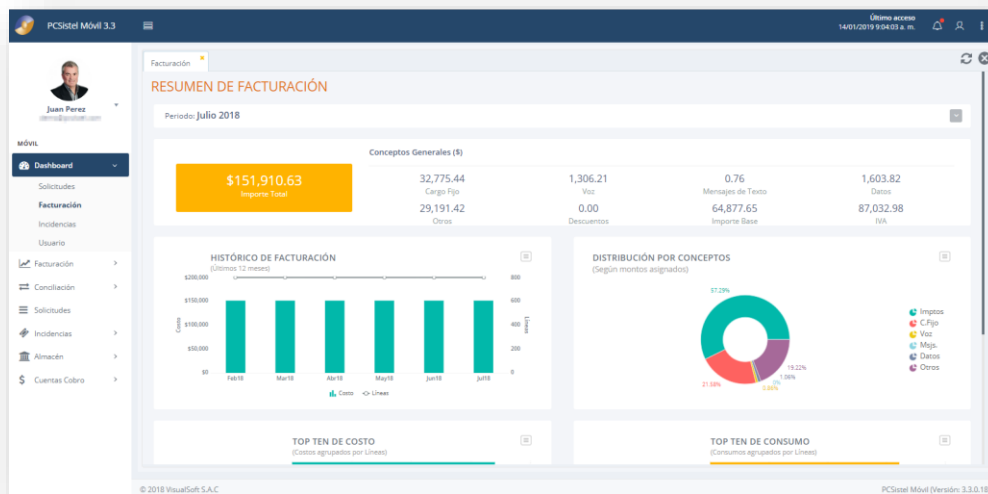 PCSistel Móvil 3.3
Último acceso
14/01/2019 9:04:03 a. m.
Juan Perez
MÓVIL
Dashboard
Solicitudes
Facturación
Incidencias
Usuario
Facturación
Conciliación
Solicitudes
Incidencias
Almacén
Cuentas Cobro
Facturación
RESUMEN DE FACTURACIÓN
Periodo: Julio 2018
$151,910.63
Importe Total
Conceptos Generales ($)
32,775.44 1,306.21 0.76 1,603.82
Cargo Fijo Voz Mensajes de Texto Datos
29,191.42 0.00 64,877.65 87,032.98
Otros Descuentos Importe Base IVA
HISTÓRICO DE FACTURACIÓN
(Últimos 12 meses)
$200,000 800
$150,000 600
$100,000 400
$50,000 200
$0 0
Costo
Líneas
Feb18 Mar18 Abr18 May18 Jun18 Jul18
Costo Líneas
DISTRIBUCIÓN POR CONCEPTOS
(Según montos asignados)
57.23%
19.22%
1.06%
0%
21.58%
Imptos
C.Fijo
Voz
Msjs.
Datos
Otros
TOP TEN DE COSTO
(Costos agrupados por Líneas)
TOP TEN DE CONSUMO
(Consumos agrupados por Líneas)
© 2018 VisualSoft S.A.C
PCSistel Móvil (Versión: 3.3.0.18